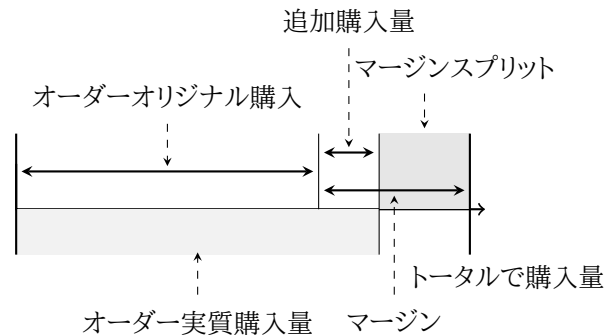 追加購入量
マージンスプリット
オーダーオリジナル購入
トータルで購入量
オーダー実質購入量
マージン